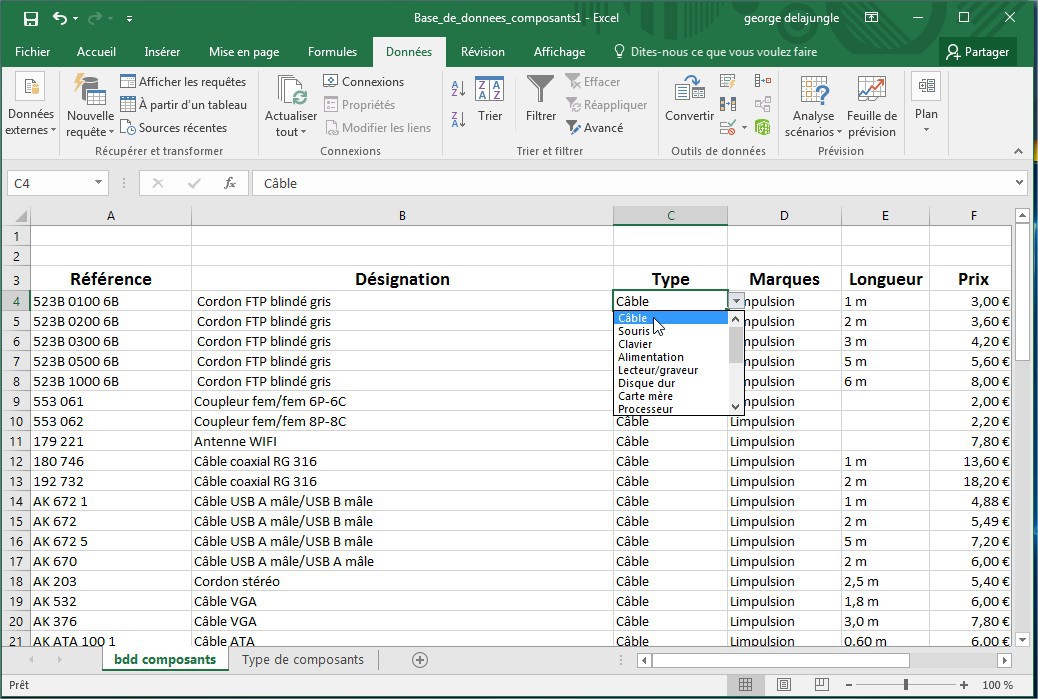 Base_de_donnees_composants1 - Excel
george delajungle
Fichier Accueil Insérer Mise en page Formules Données Révision Affichage Dites-nous ce que vous voulez faire Partager
Données externes
Nouvelle requête
Afficher les requêtes
À partir d'un tableau
Sources récentes
Récupérer et transformer
Actualiser tout
Connexions
Propriétés
Modifier les liens
Connexions
Trier
Filtrer
Effacer
Réappliquer
Avancé
Trier et filtrer
Convertir
Outils de données
Analyse scénarios
Feuille de prévision
Prévision
Plan
C4 fx Câble
A B C D E F
1
2
3 Référence Désignation Type Marques Longueur Prix
4 523B 0100 6B Cordon FTP blindé gris Câble mpulsion 1 m 3,00 €
5 523B 0200 6B Cordon FTP blindé gris mpulsion 2 m 3,60 €
6 523B 0300 6B Cordon FTP blindé gris mpulsion 3 m 4,20 €
7 523B 0500 6B Cordon FTP blindé gris mpulsion 5 m 5,60 €
8 523B 1000 6B Cordon FTP blindé gris mpulsion 6 m 8,00 €
9 553 061 Coupleur fem/fem 6P-6C mpulsion 2,00 €
Câble
Souris
Clavier
Alimentation
Lecteur/graveur
Disque dur
Carte mère
Processeur
10 553 062 Coupleur fem/fem 8P-8C Câble Limpulsion 2,20 €
11 179 221 Antenne WIFI Câble Limpulsion 7,80 €
12 180 746 Câble coaxial RG 316 Câble Limpulsion 1 m 13,60 €
13 192 732 Câble coaxial RG 316 Câble Limpulsion 2 m 18,20 €
14 AK 672 1 Câble USB A mâle/USB B mâle Câble Limpulsion 1 m 4,88 €
15 AK 672 Câble USB A mâle/USB B mâle Câble Limpulsion 2 m 5,49 €
16 AK 672 5 Câble USB A mâle/USB B mâle Câble Limpulsion 5 m 7,20 €
17 AK 670 Câble USB A mâle/USB A mâle Câble Limpulsion 2 m 6,00 €
18 AK 203 Cordon stéréo Câble Limpulsion 2,5 m 5,40 €
19 AK 532 Câble VGA Câble Limpulsion 1,8 m 6,00 €
20 AK 376 Câble VGA Câble Limpulsion 3,0 m 7,80 €
21 AK ATA 100 1 Câble ATA Câble Limpulsion 0,60 m 6,00 €
bdd composants Type de composants
Prêt 100 %